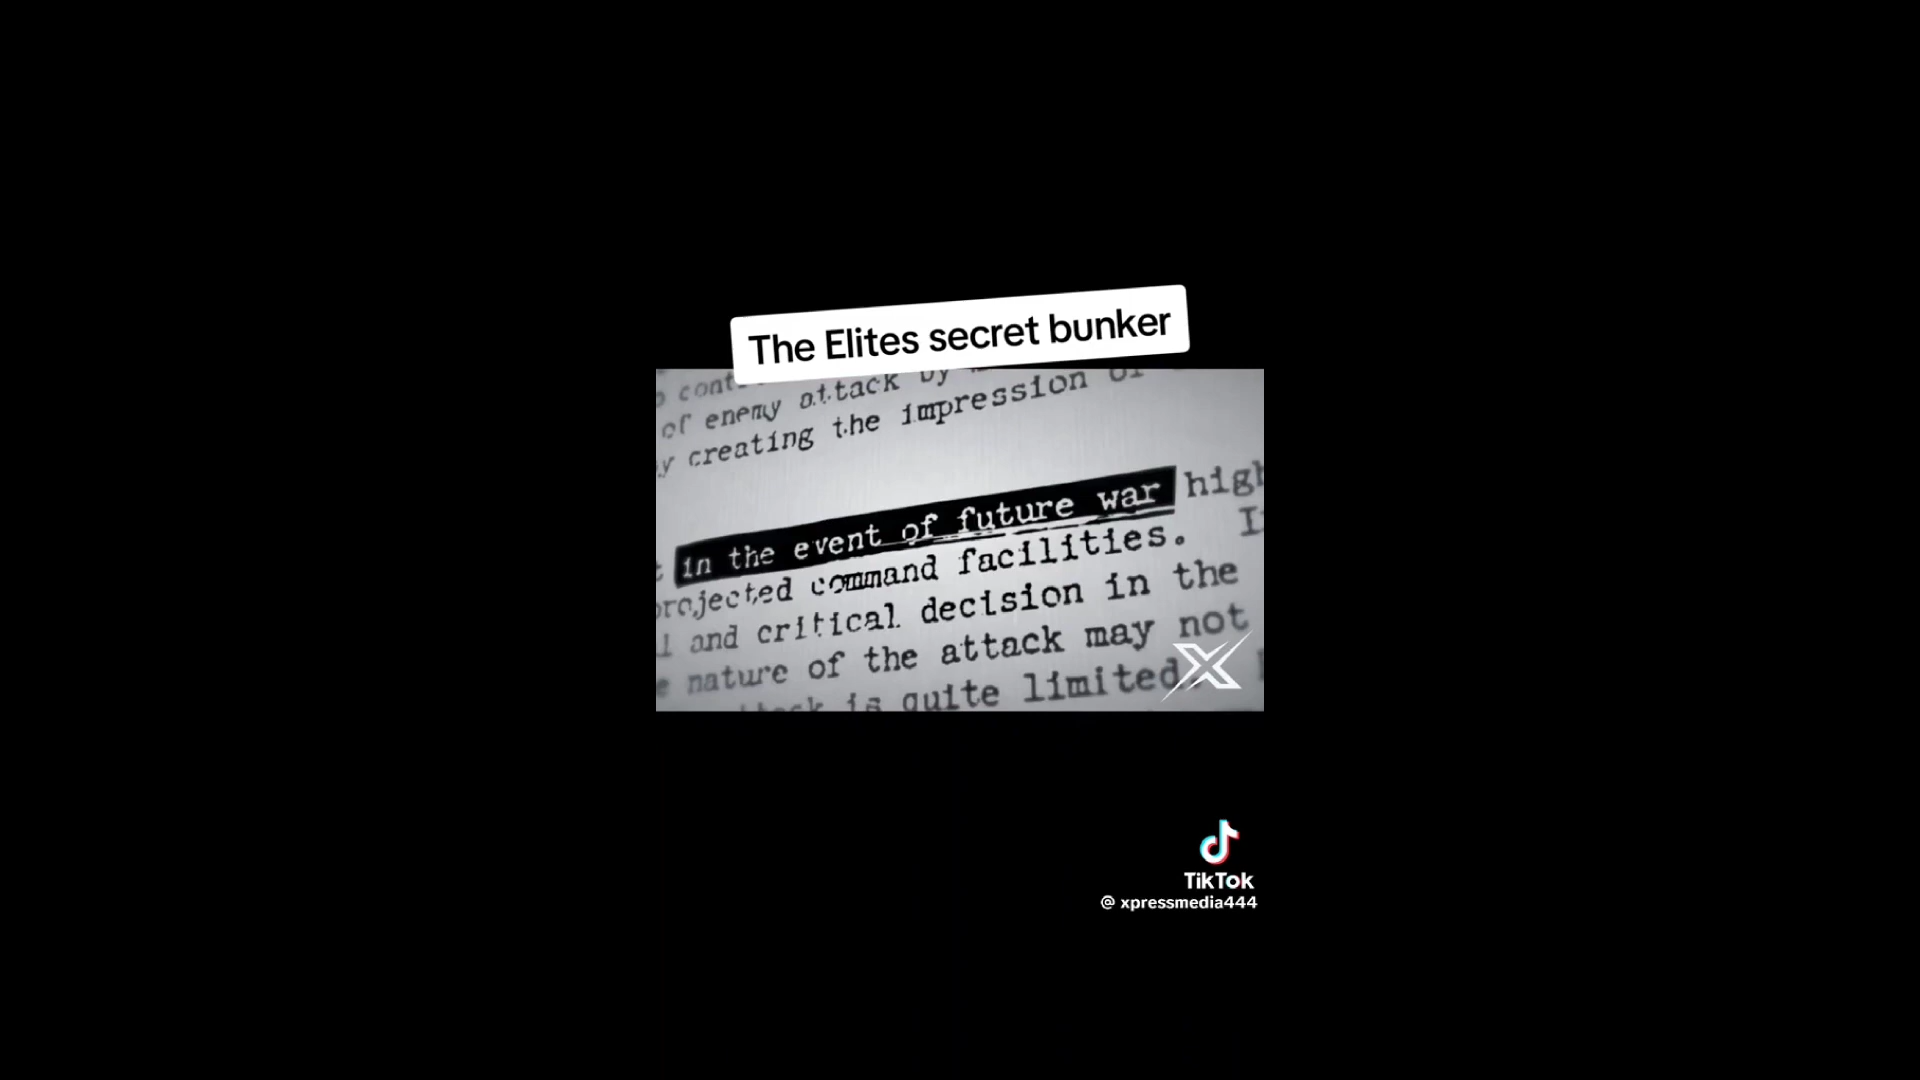 The Elites secret bunker
of enemy attack by
creating the impression of
in the event of future war high
projected command facilities.
and critical decision in the
nature of the attack may not
is quite limited.
TikTok
@ xpressmedia444